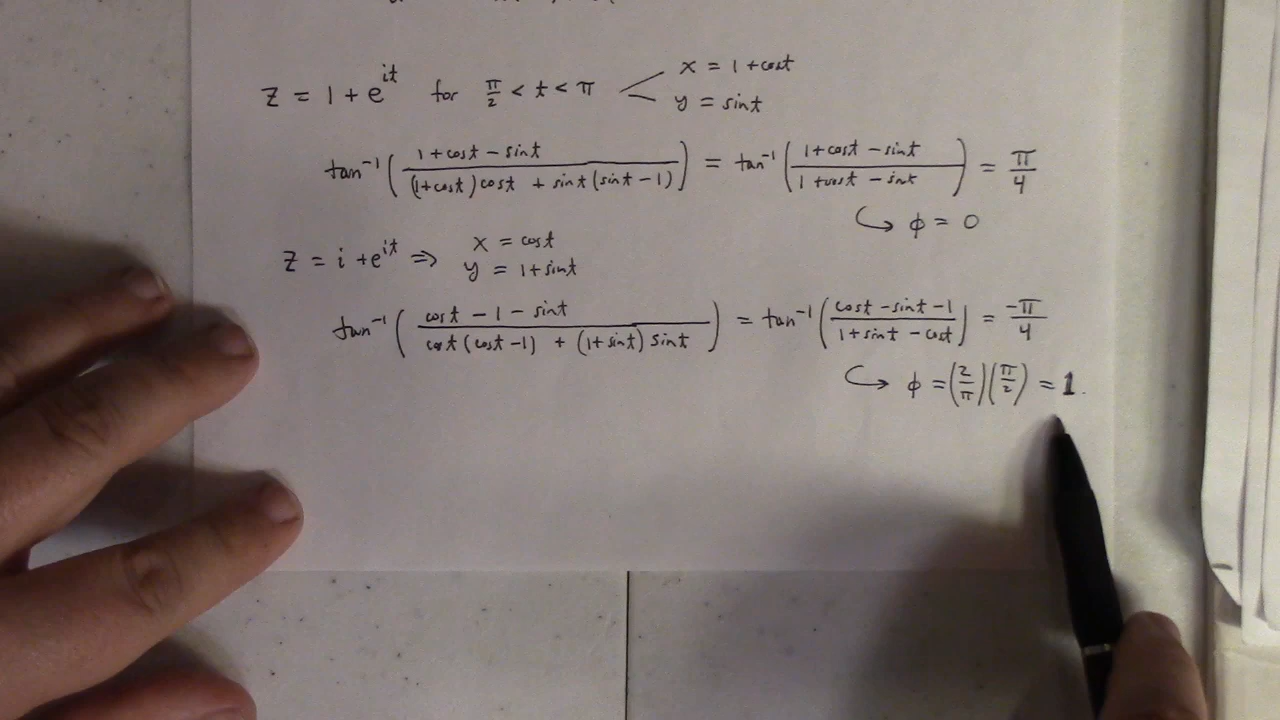 z = 1 + e^{it} for π/2 < t < π
x = 1 + cost
y = sint
tan⁻¹( (1 + cost − sint) / ((1+cost)cost + sint(sint − 1)) ) = tan⁻¹( (1 + cost − sint) / (1 + cost − sint) ) = π/4
↪ φ = 0
z = i + e^{it} ⇒
x = cost
y = 1 + sint
tan⁻¹( (cost − 1 − sint) / (cost(cost −1) + (1+sint) sint) ) = tan⁻¹( (cost − sint − 1) / (1 + sint − cost) ) = −π/4
↪ φ = (2/π)(π/2) = 1.